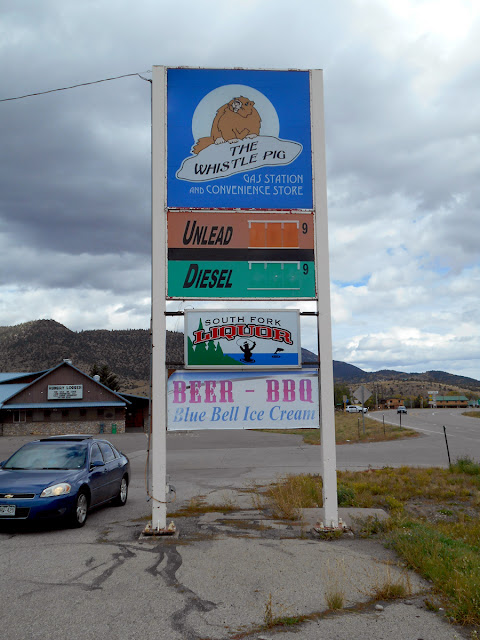 THE
WHISTLE PIG
GAS STATION
AND CONVENIENCE STORE
UNLEAD 9
DIESEL 9
SOUTH FORK
LIQUOR
BEER - BBQ
Blue Bell Ice Cream